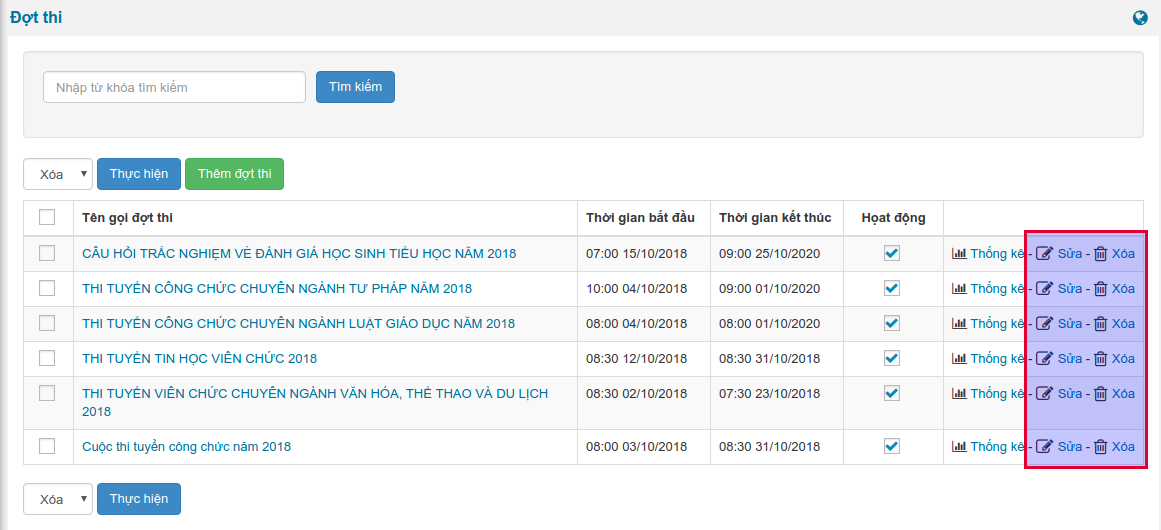 Đợt thi
Nhập từ khóa tìm kiếm Tìm kiếm
Xóa Thực hiện Thêm đợt thi
Tên gọi đợt thi Thời gian bắt đầu Thời gian kết thúc Hoạt động
CÂU HỎI TRẮC NGHIỆM VỀ ĐÁNH GIÁ HỌC SINH TIỂU HỌC NĂM 2018 07:00 15/10/2018 09:00 25/10/2020 Thống kê - Sửa - Xóa
THI TUYỂN CÔNG CHỨC CHUYÊN NGÀNH TƯ PHÁP NĂM 2018 10:00 04/10/2018 09:00 01/10/2020 Thống kê - Sửa - Xóa
THI TUYỂN CÔNG CHỨC CHUYÊN NGÀNH LUẬT GIÁO DỤC NĂM 2018 08:00 04/10/2018 08:00 01/10/2020 Thống kê - Sửa - Xóa
THI TUYỂN TIN HỌC VIÊN CHỨC 2018 08:30 12/10/2018 08:30 31/10/2018 Thống kê - Sửa - Xóa
THI TUYỂN VIÊN CHỨC CHUYÊN NGÀNH VĂN HÓA, THỂ THAO VÀ DU LỊCH 08:30 02/10/2018 07:30 23/10/2018 Thống kê - Sửa - Xóa
2018
Cuộc thi tuyển công chức năm 2018 08:00 03/10/2018 08:30 31/10/2018 Thống kê - Sửa - Xóa
Xóa Thực hiện